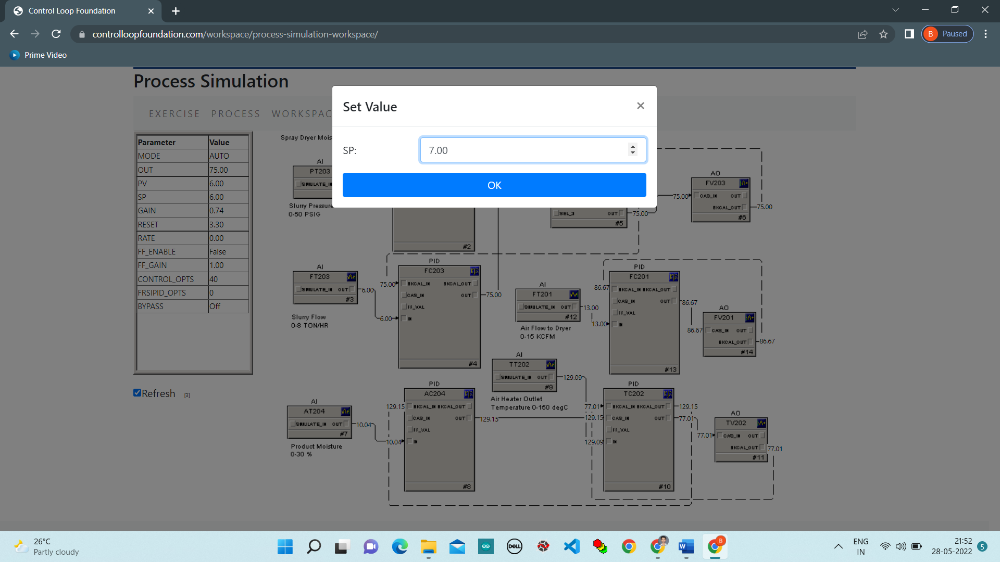 Control Loop Foundation
controlloopfoundation.com/workspace/process-simulation-workspace/
B Paused
Prime Video
Process Simulation
EXERCISE PROCESS WORKSPAC
Set Value
SP: 7.00
OK
Parameter Value
MODE AUTO
OUT 75.00
PV 6.00
SP 6.00
GAIN 0.74
RESET 3.30
RATE 0.00
FF_ENABLE False
FF_GAIN 1.00
CONTROL_OPTS 40
FRSIPID_OPTS 0
BYPASS Off
Refresh [3]
Spray Dryer Mois
AI
PT203
SIMULATE_IN
Slurry Pressure
0-50 PSIG
#2
SEL_3 OUT
#5
75.00
75.00
AO
FV203
CAS_IN OUT
BKCAL_OUT
#6
75.00
AI
FT203
SIMULATE_IN OUT
#3
6.00
6.00
Slurry Flow
0-8 TON/HR
PID
FC203
75.00
BKCAL_IN BKCAL_OUT
CAS_IN OUT
FF_VAL
IN
#4
75.00
AI
FT201
SIMULATE_IN OUT
#12
13.00
13.00
Air Flow to Dryer
0-15 KCFM
PID
FC201
86.67
BKCAL_IN BKCAL_OUT
CAS_IN OUT
FF_VAL
IN
#13
86.67
86.67
AO
FV201
CAS_IN OUT
BKCAL_OUT
#14
86.67
AI
TT202
SIMULATE_IN OUT
#9
129.09
Air Heater Outlet
Temperature 0-150 degC
AI
AT204
SIMULATE_IN OUT
#7
10.04
10.04
Product Moisture
0-30 %
PID
AC204
129.15
BKCAL_IN BKCAL_OUT
CAS_IN OUT
FF_VAL
IN
#8
129.15
PID
TC202
77.01
129.15
129.09
BKCAL_IN BKCAL_OUT
CAS_IN OUT
FF_VAL
IN
#10
129.15
77.01
77.01
AO
TV202
CAS_IN OUT
BKCAL_OUT
#11
77.01
26°C
Partly cloudy
DELL
W
B
ENG
IN
21:52
28-05-2022
5